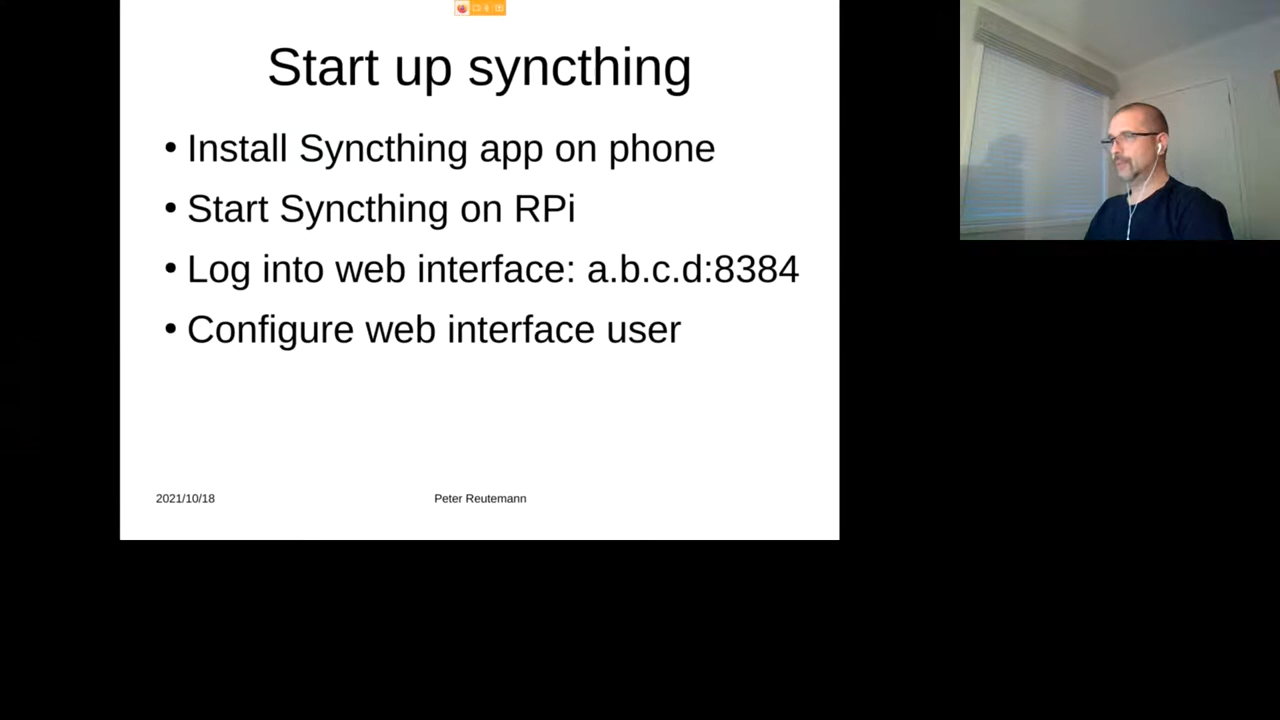 Start up syncthing
• Install Syncthing app on phone
• Start Syncthing on RPi
• Log into web interface: a.b.c.d:8384
• Configure web interface user
2021/10/18
Peter Reutemann